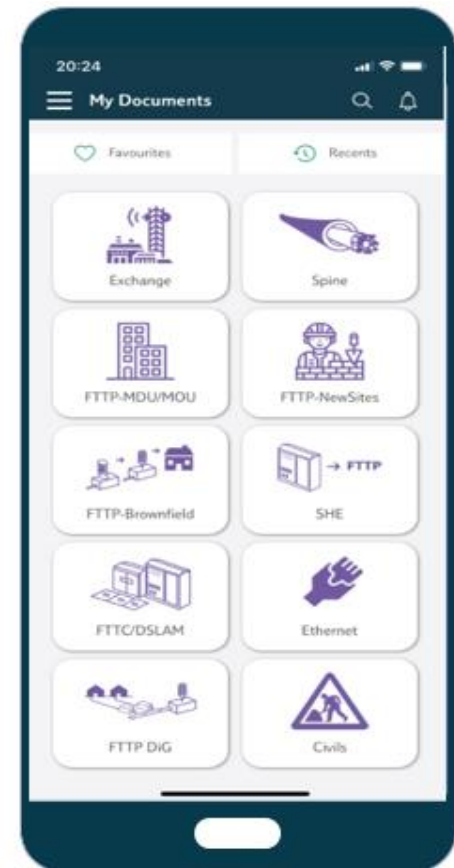 20:24
My Documents
Favourites
Recents
Exchange
Spine
FTTP-MDU/MOU
FTTP-NewSites
FTTP-Brownfield
→ FTTP
SHE
FTTC/DSLAM
Ethernet
FTTP DiG
Civils